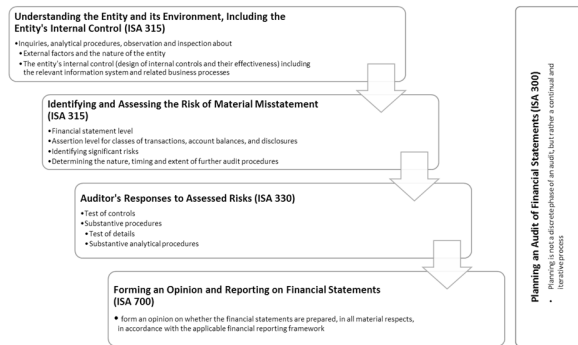 Understanding the Entity and its Environment, Including the
Entity's Internal Control (ISA 315)
•Inquiries, analytical procedures, observation and inspection about
•External factors and the nature of the entity
•The entity's internal control (design of internal controls and their effectiveness) including
the relevant information system and related business processes
Identifying and Assessing the Risk of Material Misstatement
(ISA 315)
•Financial statement level
•Assertion level for classes of transactions, account balances, and disclosures
•Identifying significant risks
•Determining the nature, timing and extent of further audit procedures
Auditor's Responses to Assessed Risks (ISA 330)
•Test of controls
•Substantive procedures
•Test of details
•Substantive analytical procedures
Forming an Opinion and Reporting on Financial Statements
(ISA 700)
• form an opinion on whether the financial statements are prepared, in all material respects,
in accordance with the applicable financial reporting framework
Planning an Audit of Financial Statements (ISA 300)
• Planning is not a discrete phase of an audit, but rather a continual and
iterative process